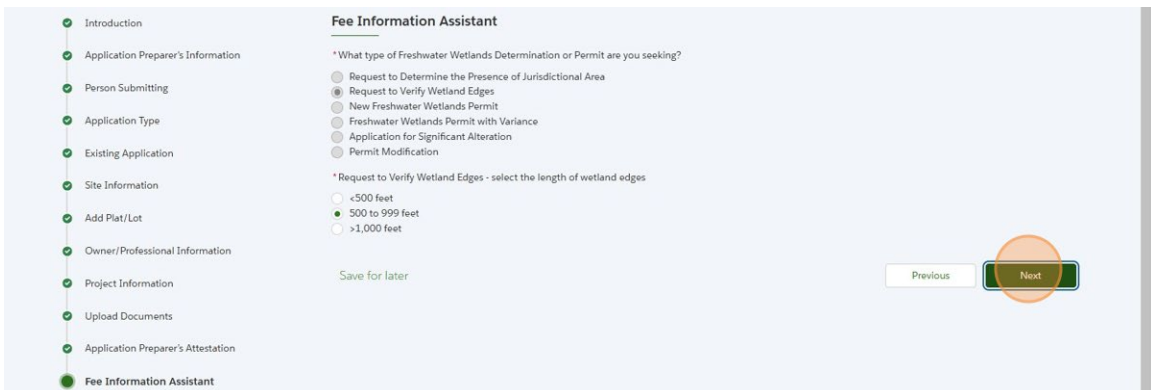 Introduction
Application Preparer's Information
Person Submitting
Application Type
Existing Application
Site Information
Add Plat/Lot
Owner/Professional Information
Project Information
Upload Documents
Application Preparer's Attestation
Fee Information Assistant
Fee Information Assistant
*What type of Freshwater Wetlands Determination or Permit are you seeking?
Request to Determine the Presence of Jurisdictional Area
Request to Verify Wetland Edges
New Freshwater Wetlands Permit
Freshwater Wetlands Permit with Variance
Application for Significant Alteration
Permit Modification
*Request to Verify Wetland Edges - select the length of wetland edges
<500 feet
500 to 999 feet
>1,000 feet
Save for later
Previous
Next